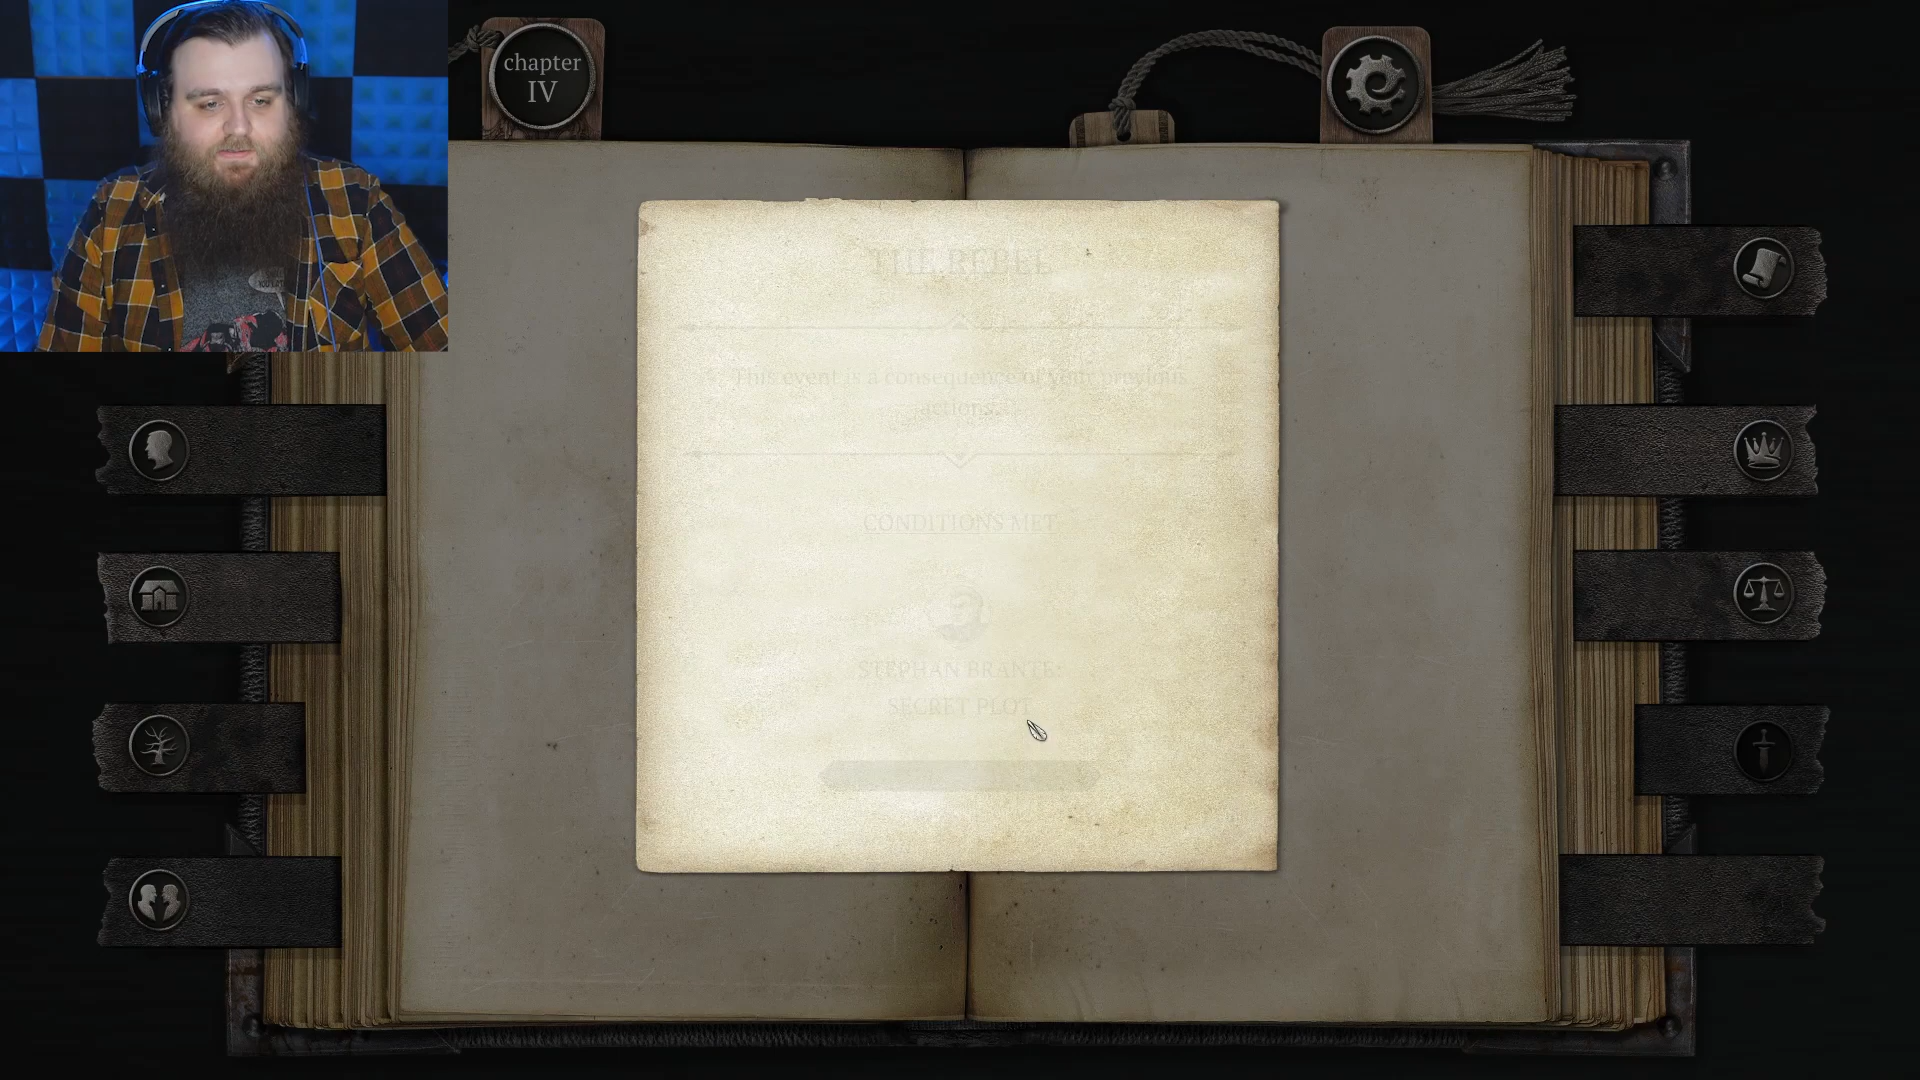 chapter
IV
THE REBEL
This event is a consequence of your previous
actions.
CONDITIONS MET
STEPHAN BRANTE:
SECRET PLOT